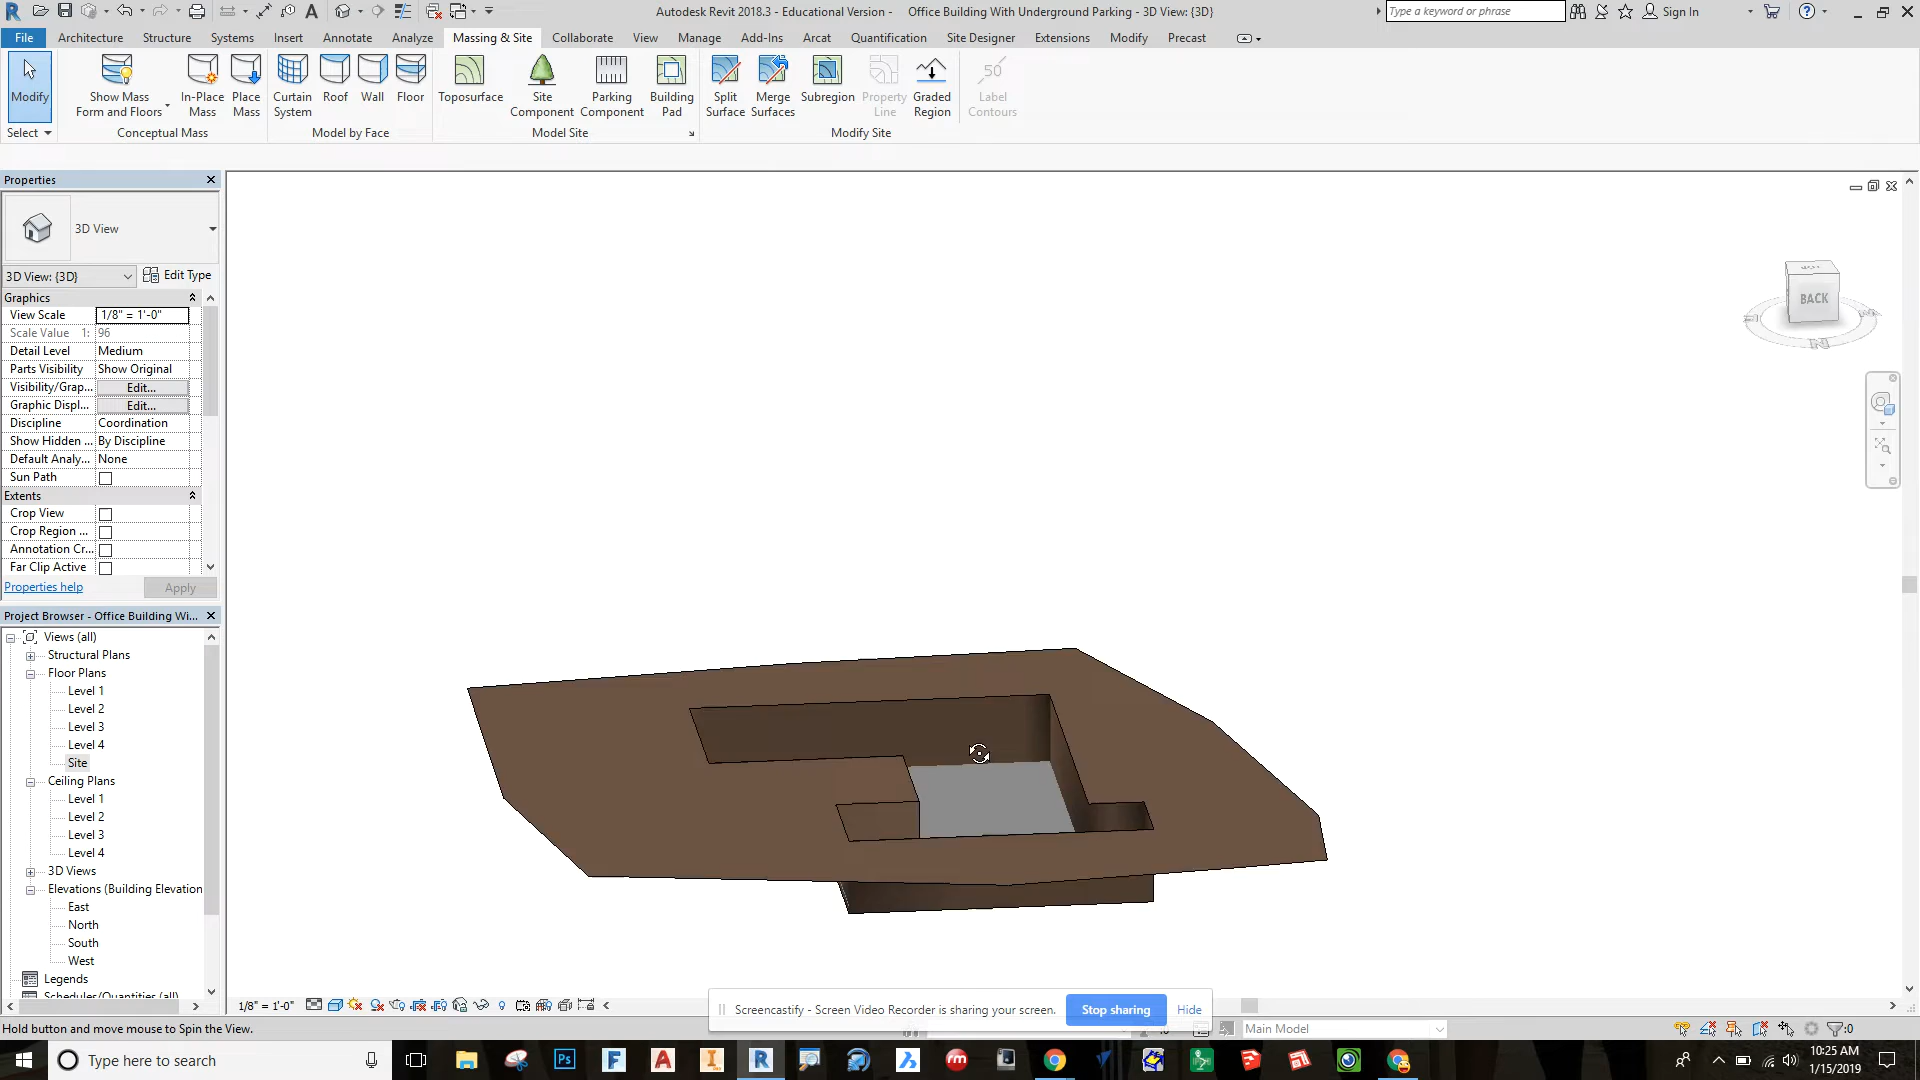 Autodesk Revit 2018.3 - Educational Version - Office Building With Underground Parking - 3D View: {3D}
Type a keyword or phrase
Sign In
File Architecture Structure Systems Insert Annotate Analyze Massing & Site Collaborate View Manage Add-Ins Arcat Quantification Site Designer Extensions Modify Precast
Modify
Show Mass Form and Floors
In-Place Mass
Place Mass
Curtain System
Roof
Wall
Floor
Toposurface
Site Component
Parking Component
Building Pad
Split Surface
Merge Surfaces
Subregion
Property Line
Graded Region
50
Label Contours
Select Conceptual Mass Model by Face Model Site Modify Site
Properties
3D View
3D View: {3D} Edit Type
Graphics
View Scale 1/8" = 1'-0"
Scale Value 1: 96
Detail Level Medium
Parts Visibility Show Original
Visibility/Grap... Edit...
Graphic Displ... Edit...
Discipline Coordination
Show Hidden ... By Discipline
Default Analy... None
Sun Path
Extents
Crop View
Crop Region ...
Annotation Cr...
Far Clip Active
Properties help Apply
Project Browser - Office Building Wi...
Views (all)
Structural Plans
Floor Plans
Level 1
Level 2
Level 3
Level 4
Site
Ceiling Plans
Level 1
Level 2
Level 3
Level 4
3D Views
Elevations (Building Elevation
East
North
South
West
Legends
Schedules/Quantities (all)
TOP
BACK
N
1/8" = 1'-0"
Screencastify - Screen Video Recorder is sharing your screen.
Stop sharing
Hide
Hold button and move mouse to Spin the View.
Main Model
:0
Type here to search
10:25 AM
1/15/2019